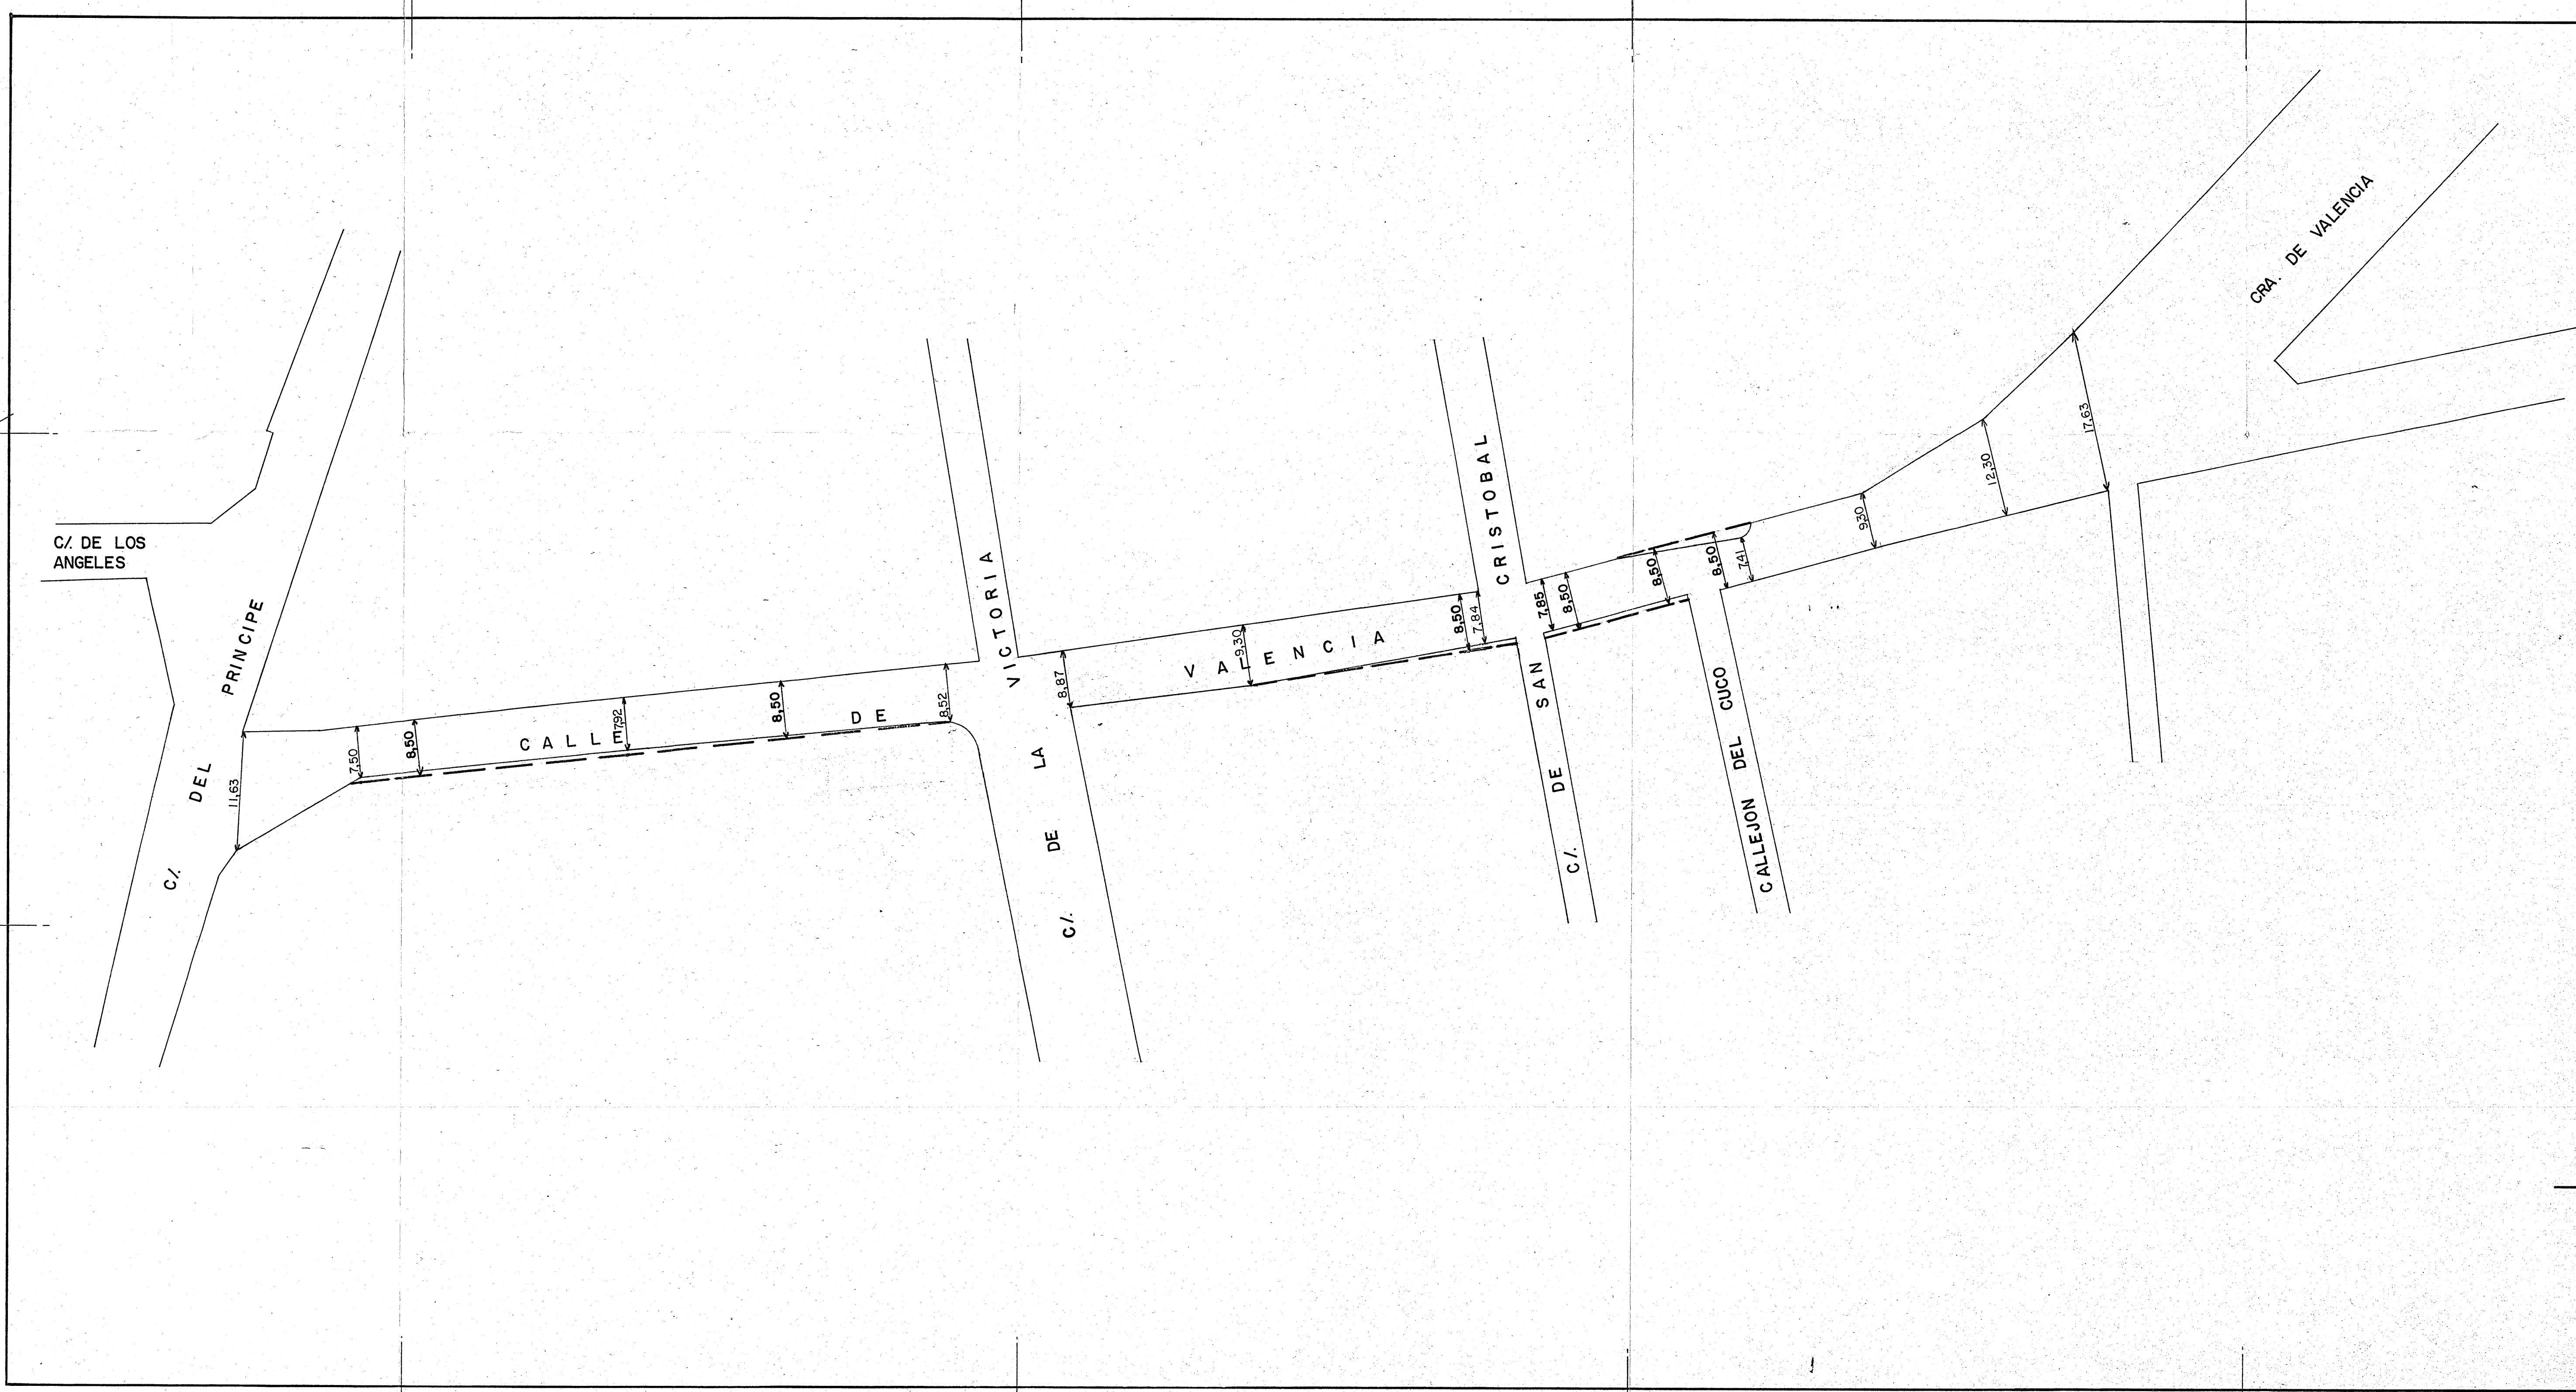 C/. DE LOS
ANGELES
C/. DEL PRINCIPE
11,63
7,50
8,50
CALLE DE VALENCIA
7,92
8,50
8,52
C/. DE LA VICTORIA
8,87
9,30
8,50
7,84
C/. DE SAN CRISTOBAL
7,85
8,50
8,50
8,50
7,41
CALLEJON DEL CUCO
9,30
12,30
17,63
CRA. DE VALENCIA